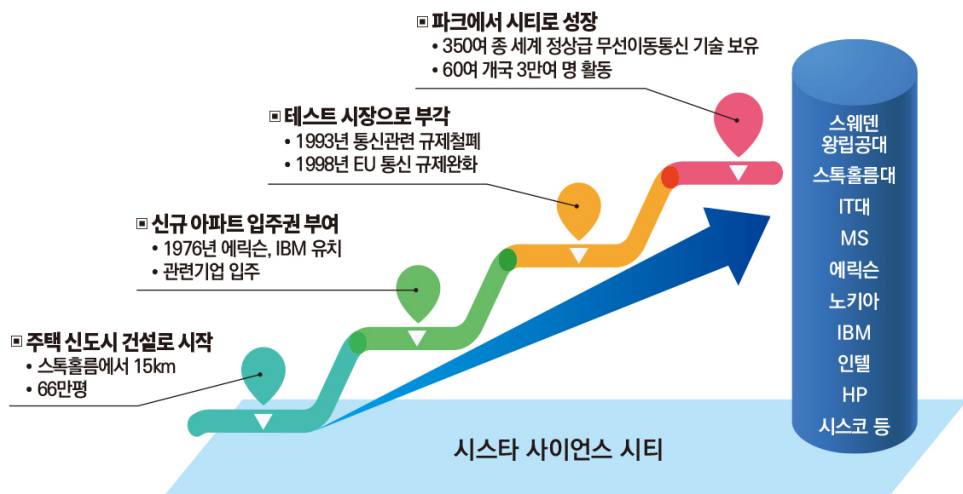 ▣ 파크에서 시티로 성장
• 350여 종 세계 정상급 무선이동통신 기술 보유
• 60여 개국 3만여 명 활동
▣ 테스트 시장으로 부각
• 1993년 통신관련 규제철폐
• 1998년 EU 통신 규제완화
▣ 신규 아파트 입주권 부여
• 1976년 에릭슨, IBM 유치
• 관련기업 입주
▣ 주택 신도시 건설로 시작
• 스톡홀름에서 15km
• 66만평
스웨덴
왕립공대
스톡홀름대
IT대
MS
에릭슨
노키아
IBM
인텔
HP
시스코 등
시스타 사이언스 시티